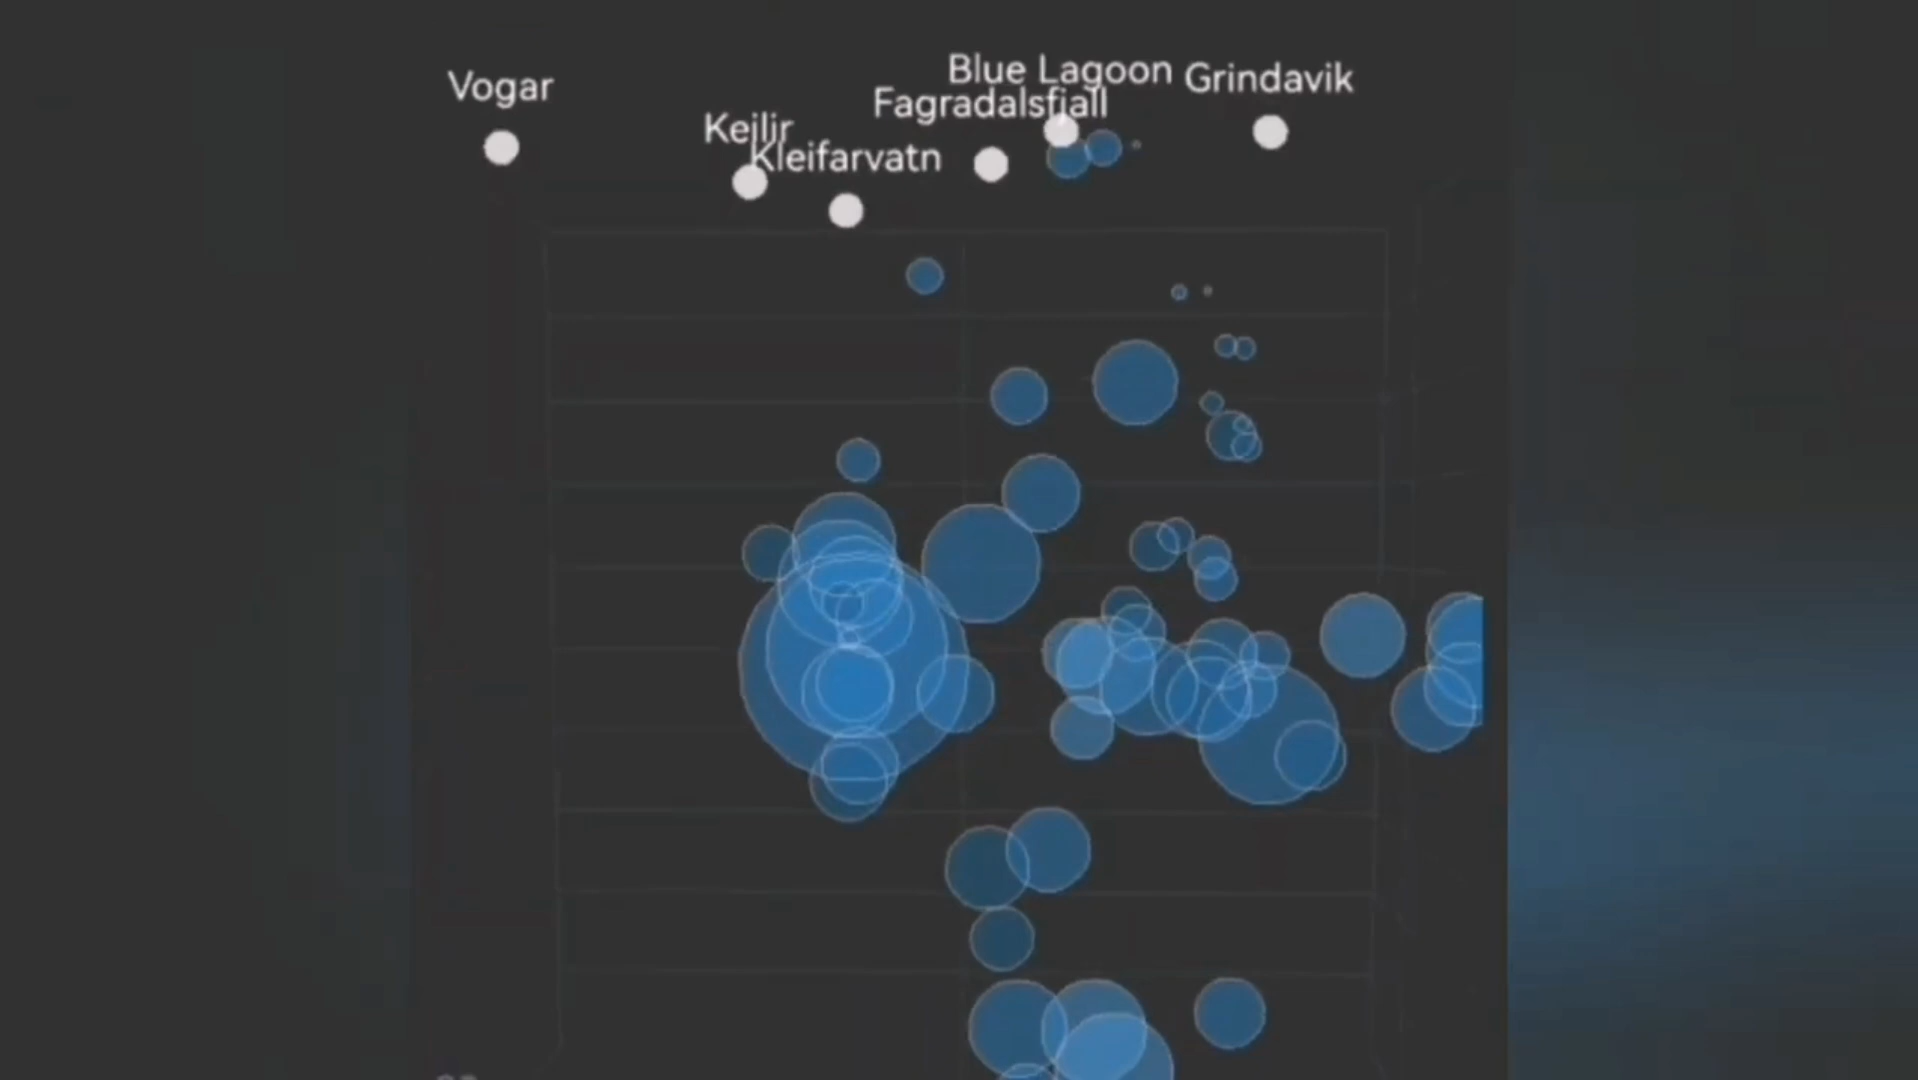 Vogar
Blue Lagoon
Grindavik
Fagradalsfjall
Keilir
Kleifarvatn